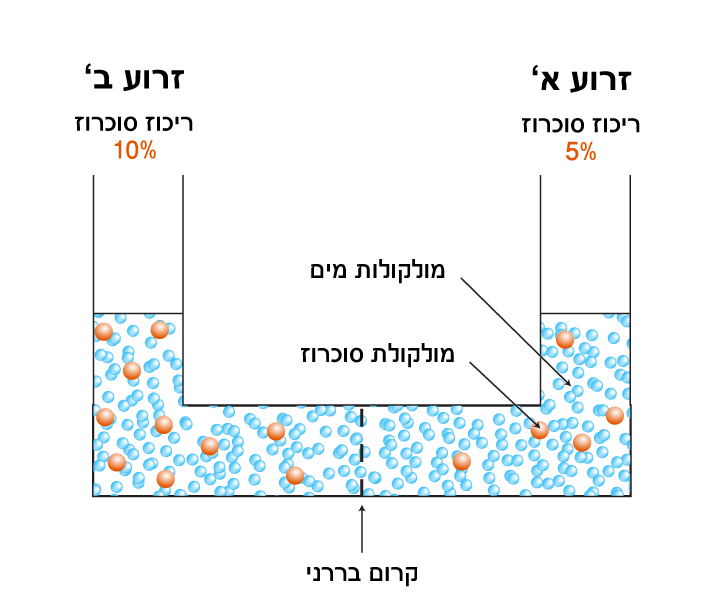 זרוע א‘
ריכוז סוכרוז
5%
זרוע ב‘
ריכוז סוכרוז
10%
מולקולות מים
מולקולת סוכרוז
קרום בררני